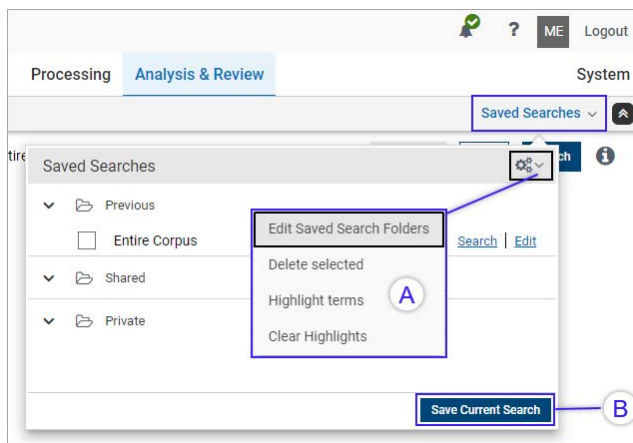 ? ME Logout
Processing Analysis & Review System
Saved Searches
Saved Searches
Previous
Entire Corpus Search | Edit
Shared
Private
Edit Saved Search Folders
Delete selected
Highlight terms
Clear Highlights
A
Save Current Search
B